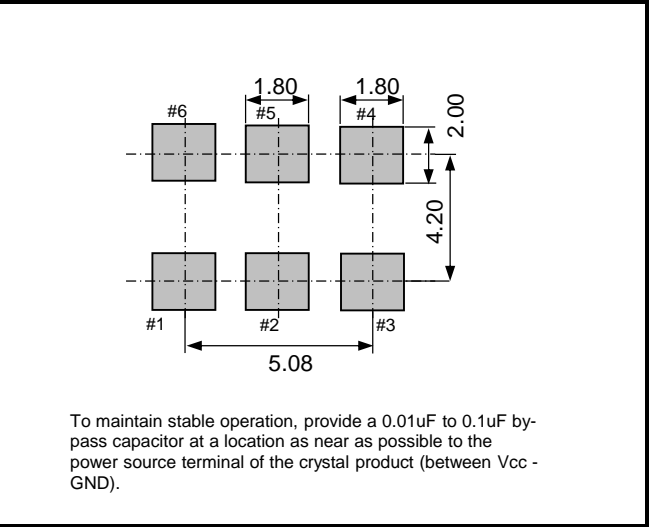 1.80 1.80
#6 #5 #4
2.00
4.20
#1 #2 #3
5.08
To maintain stable operation, provide a 0.01uF to 0.1uF by-
pass capacitor at a location as near as possible to the
power source terminal of the crystal product (between Vcc -
GND).